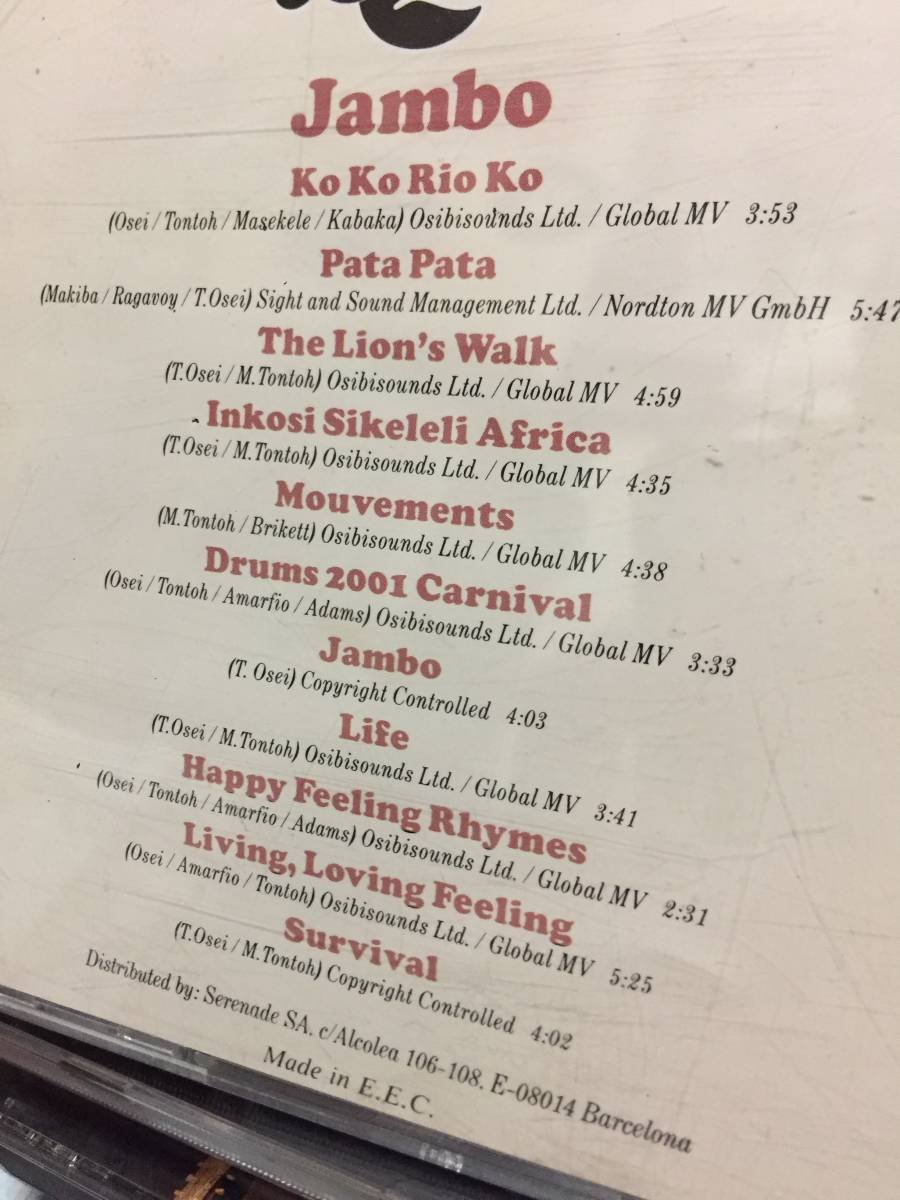 Jambo
Ko Ko Rio Ko
(Osei / Tontoh / Masekele / Kabaka) Osibisounds Ltd. / Global MV 3:53
Pata Pata
(Makiba / Ragavoy / T.Osei) Sight and Sound Management Ltd. / Nordton MV GmbH 5:47
The Lion's Walk
(T.Osei / M.Tontoh) Osibisounds Ltd. / Global MV 4:59
Inkosi Sikeleli Africa
(T.Osei / M.Tontoh) Osibisounds Ltd. / Global MV 4:35
Mouvements
(M.Tontoh / Brikett) Osibisounds Ltd. / Global MV 4:38
Drums 2001 Carnival
(Osei / Tontoh / Amarfio / Adams) Osibisounds Ltd. / Global MV 3:33
Jambo
(T. Osei) Copyright Controlled 4:03
Life
(T.Osei / M.Tontoh) Osibisounds Ltd. / Global MV 3:41
Happy Feeling Rhymes
(Osei / Tontoh / Amarfio / Adams) Osibisounds Ltd. / Global MV 2:31
Living, Loving Feeling
(Osei / Amarfio / Tontoh) Osibisounds Ltd. / Global MV 5:25
Survival
(T.Osei / M.Tontoh) Copyright Controlled 4:02
Distributed by: Serenade SA. c/Alcolea 106-108. E-08014 Barcelona
Made in E.E.C.